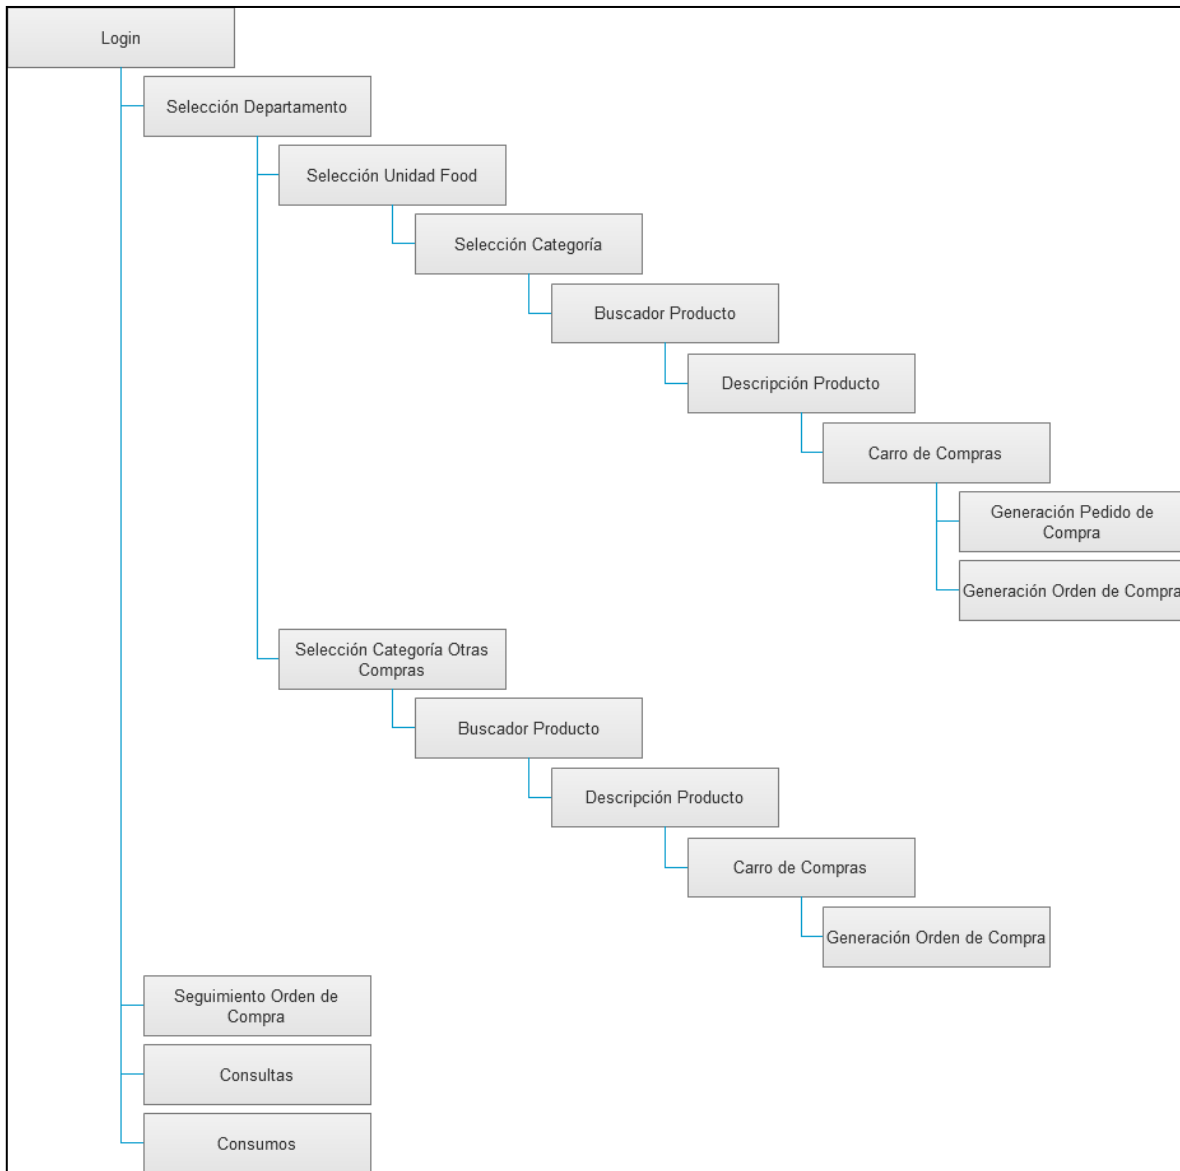 Login
Selección Departamento
Selección Unidad Food
Selección Categoría
Buscador Producto
Descripción Producto
Carro de Compras
Generación Pedido de
Compra
Generación Orden de Compra
Selección Categoría Otras
Compras
Buscador Producto
Descripción Producto
Carro de Compras
Generación Orden de Compra
Seguimiento Orden de
Compra
Consultas
Consumos